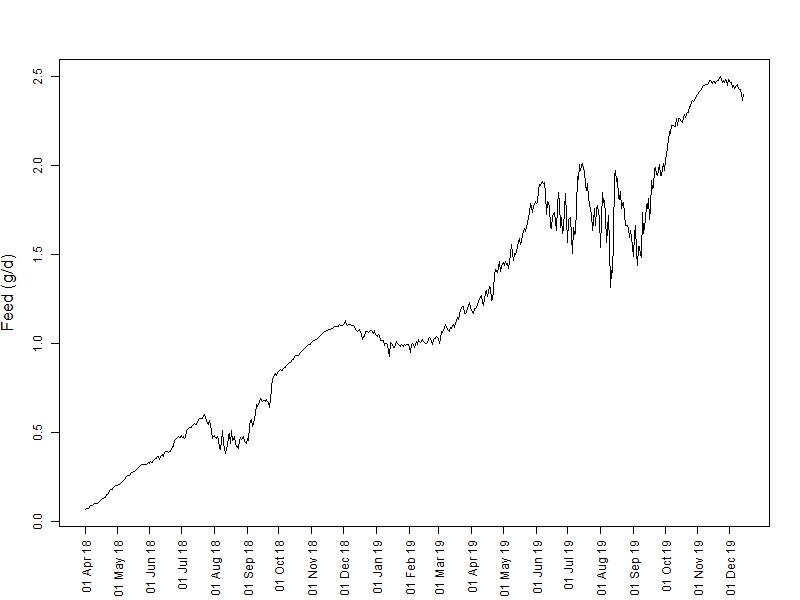 Feed (g/d)
2.5
2.0
1.5
1.0
0.5
0.0
01 Apr 18
01 May 18
01 Jun 18
01 Jul 18
01 Aug 18
01 Sep 18
01 Oct 18
01 Nov 18
01 Dec 18
01 Jan 19
01 Feb 19
01 Mar 19
01 Apr 19
01 May 19
01 Jun 19
01 Jul 19
01 Aug 19
01 Sep 19
01 Oct 19
01 Nov 19
01 Dec 19